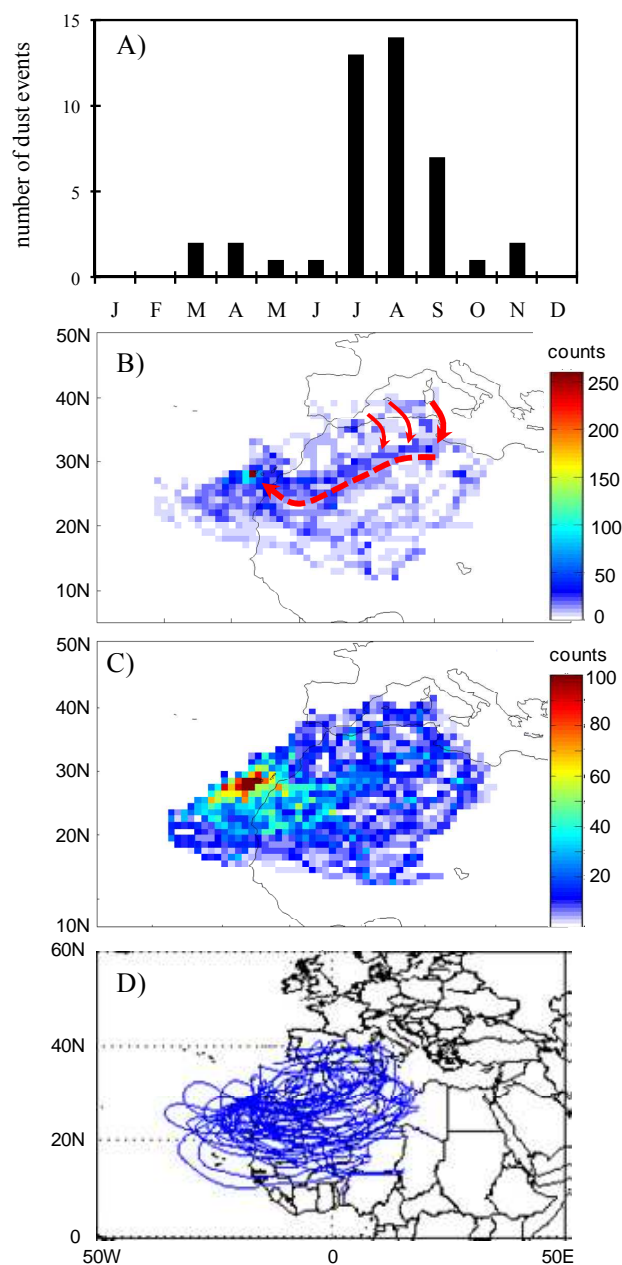 A)
number of dust events
15
10
5
0
J F M A M J J A S O N D
B)
50N
40N
30N
20N
10N
counts
250
200
150
100
50
0
C)
50N
40N
30N
20N
10N
counts
100
80
60
40
20
D)
60N
40N
20N
0
50W 0 50E